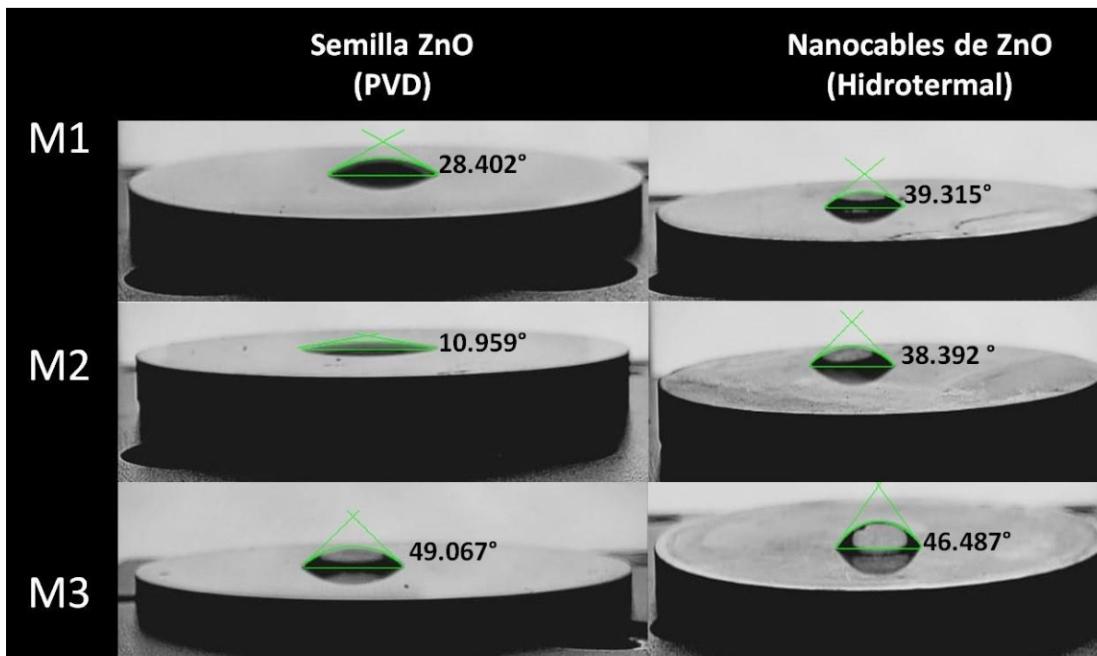 Semilla ZnO
(PVD)
Nanocables de ZnO
(Hidrotermal)
M1
28.402°
39.315°
M2
10.959°
38.392 °
M3
49.067°
46.487°